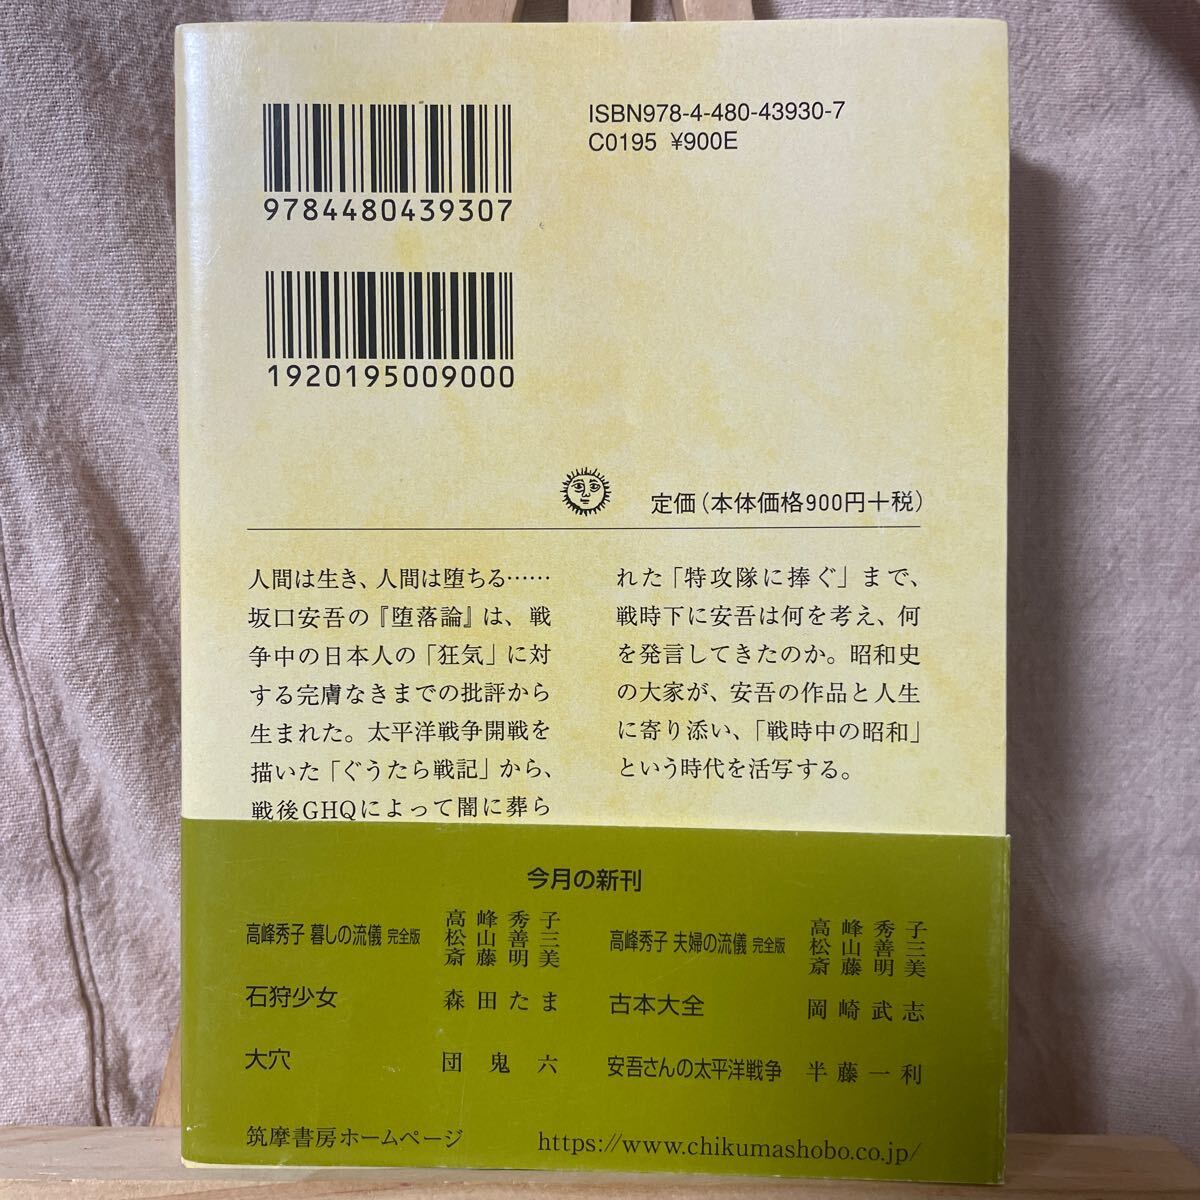 ISBN978-4-480-43930-7
C0195 ¥900E
9784480439307
1920195009000
定価(本体価格900円+税)
人間は生き、人間は堕ちる……
坂口安吾の『堕落論』は、戦
争中の日本人の「狂気」に対
する完膚なきまでの批評から
生まれた。太平洋戦争開戦を
描いた「ぐうたら戦記」から、
戦後GHQによって闇に葬ら
れた「特攻隊に捧ぐ」まで、
戦時下に安吾は何を考え、何
を発言してきたのか。昭和史
の大家が、安吾の作品と人生
に寄り添い、「戦時中の昭和」
という時代を活写する。
今月の新刊
高峰秀子 暮しの流儀 完全版
高峰秀子
松山善三
斎藤明美
石狩少女 森田たま
大穴 団鬼六
高峰秀子 夫婦の流儀 完全版
高峰秀子
松山善三
斎藤明美
古本大全 岡崎武志
安吾さんの太平洋戦争 半藤一利
筑摩書房ホームページ https://www.chikumashobo.co.jp/